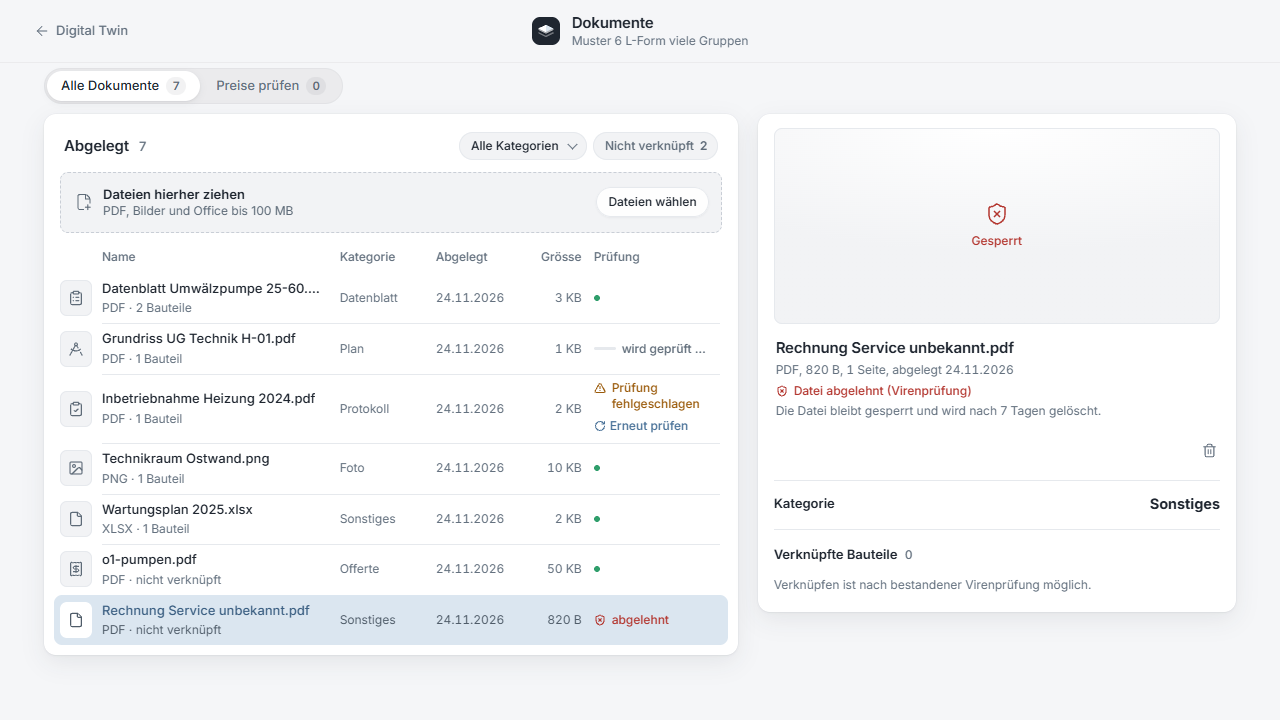 Digital Twin
Dokumente
Muster 6 L-Form viele Gruppen
Alle Dokumente 7
Preise prüfen 0
Abgelegt 7
Alle Kategorien
Nicht verknüpft 2
Dateien hierher ziehen
PDF, Bilder und Office bis 100 MB
Dateien wählen
Name Kategorie Abgelegt Grösse Prüfung
Datenblatt Umwälzpumpe 25-60....
PDF · 2 Bauteile
Datenblatt 24.11.2026 3 KB
Grundriss UG Technik H-01.pdf
PDF · 1 Bauteil
Plan 24.11.2026 1 KB wird geprüft ...
Inbetriebnahme Heizung 2024.pdf
PDF · 1 Bauteil
Protokoll 24.11.2026 2 KB
Prüfung
fehlgeschlagen
Erneut prüfen
Technikraum Ostwand.png
PNG · 1 Bauteil
Foto 24.11.2026 10 KB
Wartungsplan 2025.xlsx
XLSX · 1 Bauteil
Sonstiges 24.11.2026 2 KB
o1-pumpen.pdf
PDF · nicht verknüpft
Offerte 24.11.2026 50 KB
Rechnung Service unbekannt.pdf
PDF · nicht verknüpft
Sonstiges 24.11.2026 820 B abgelehnt
Gesperrt
Rechnung Service unbekannt.pdf
PDF, 820 B, 1 Seite, abgelegt 24.11.2026
Datei abgelehnt (Virenprüfung)
Die Datei bleibt gesperrt und wird nach 7 Tagen gelöscht.
Kategorie Sonstiges
Verknüpfte Bauteile 0
Verknüpfen ist nach bestandener Virenprüfung möglich.